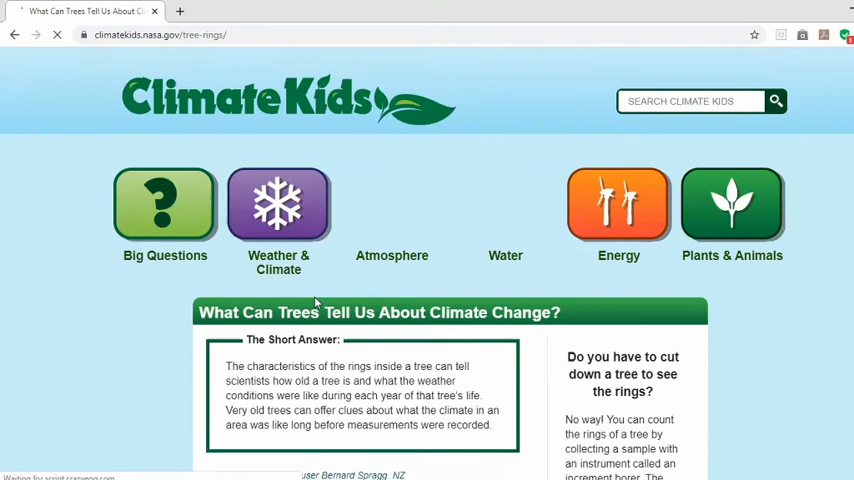 What Can Trees Tell Us About Cli
climatekids.nasa.gov/tree-rings/
ClimateKids
SEARCH CLIMATE KIDS
Big Questions
Weather &
Climate
Atmosphere
Water
Energy
Plants & Animals
What Can Trees Tell Us About Climate Change?
The Short Answer:
The characteristics of the rings inside a tree can tell
scientists how old a tree is and what the weather
conditions were like during each year of that tree's life.
Very old trees can offer clues about what the climate in an
area was like long before measurements were recorded.
user Bernard Spragg, NZ
Do you have to cut
down a tree to see
the rings?
No way! You can count
the rings of a tree by
collecting a sample with
an instrument called an
increment borer. The
Waiting for script.crazyegg.com